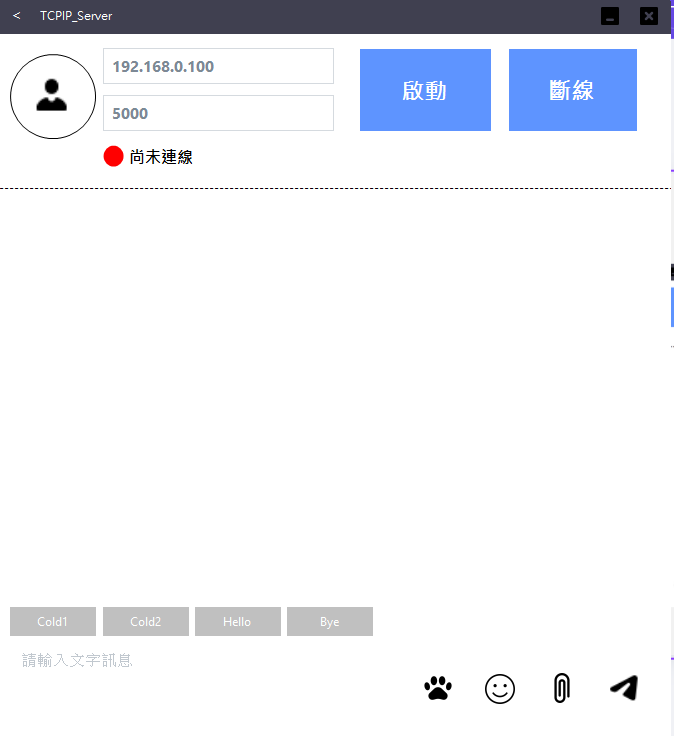 < TCPIP_Server
192.168.0.100
5000
啟動
斷線
尚未連線
Cold1 Cold2 Hello Bye
請輸入文字訊息